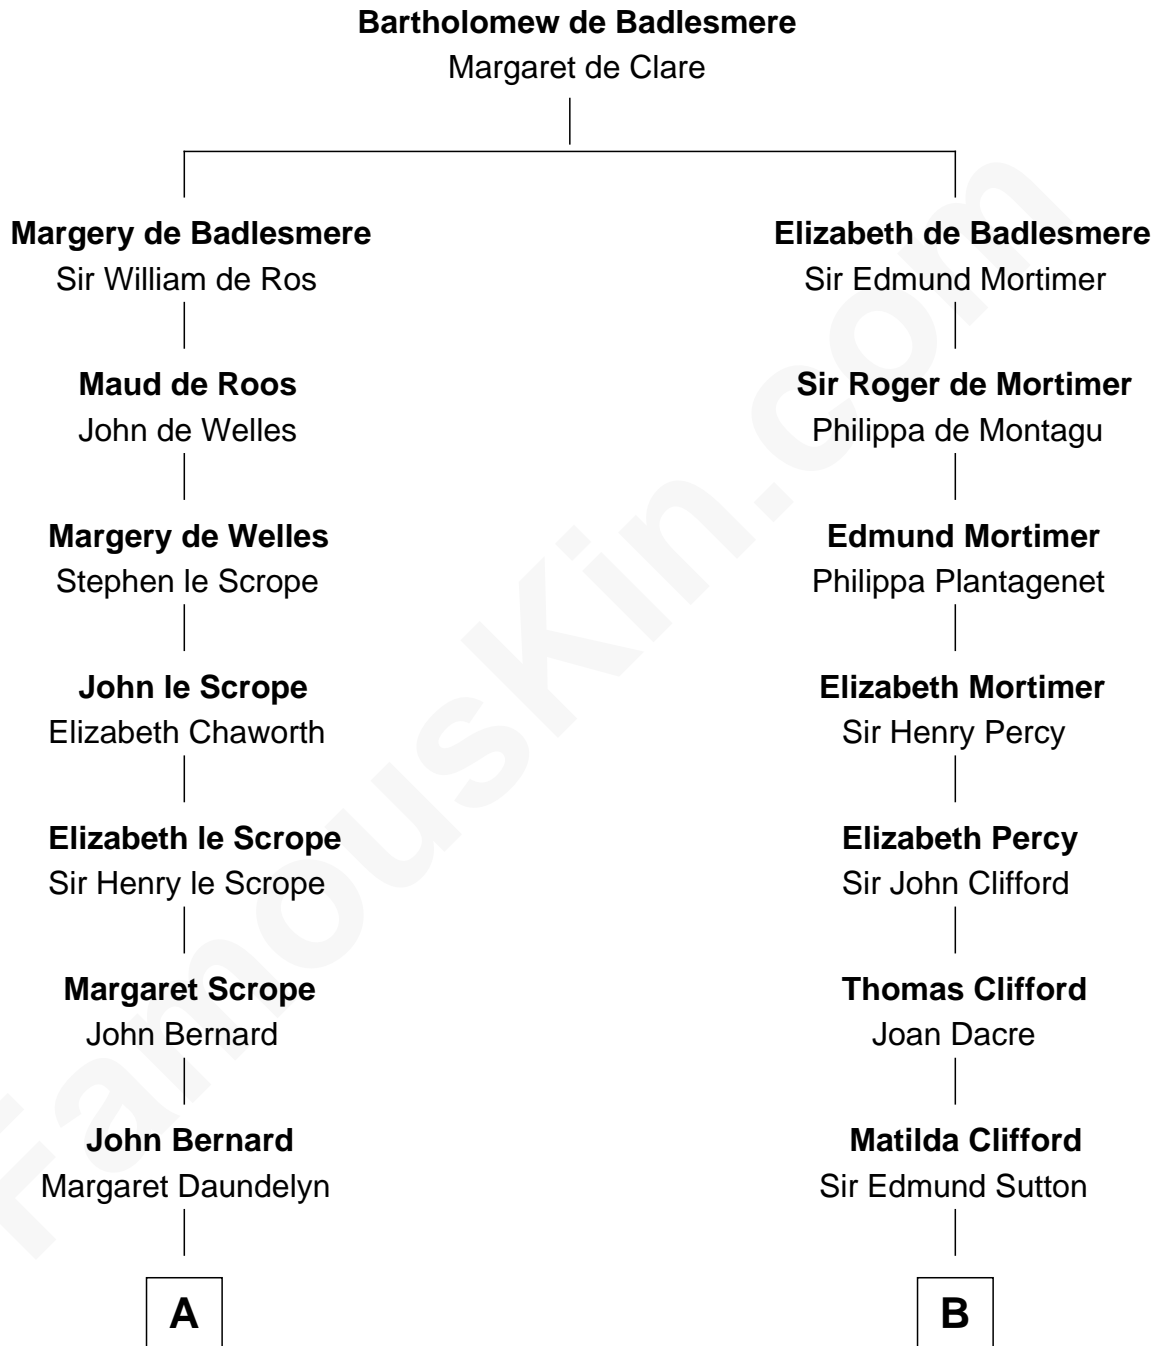 Bartholomew de Badlesmere
Margaret de Clare
Margery de Badlesmere
Sir William de Ros
Elizabeth de Badlesmere
Sir Edmund Mortimer
Maud de Roos
John de Welles
Sir Roger de Mortimer
Philippa de Montagu
Margery de Welles
Stephen le Scrope
Edmund Mortimer
Philippa Plantagenet
John le Scrope
Elizabeth Chaworth
Elizabeth Mortimer
Sir Henry Percy
Elizabeth le Scrope
Sir Henry le Scrope
Elizabeth Percy
Sir John Clifford
Margaret Scrope
John Bernard
Thomas Clifford
Joan Dacre
John Bernard
Margaret Daundelyn
Matilda Clifford
Sir Edmund Sutton
A
B
FamousKin.com